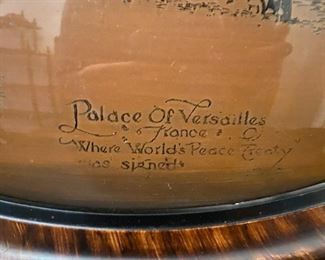 Palace Of Versailles
France
"Where World's Peace Treaty"
was signed